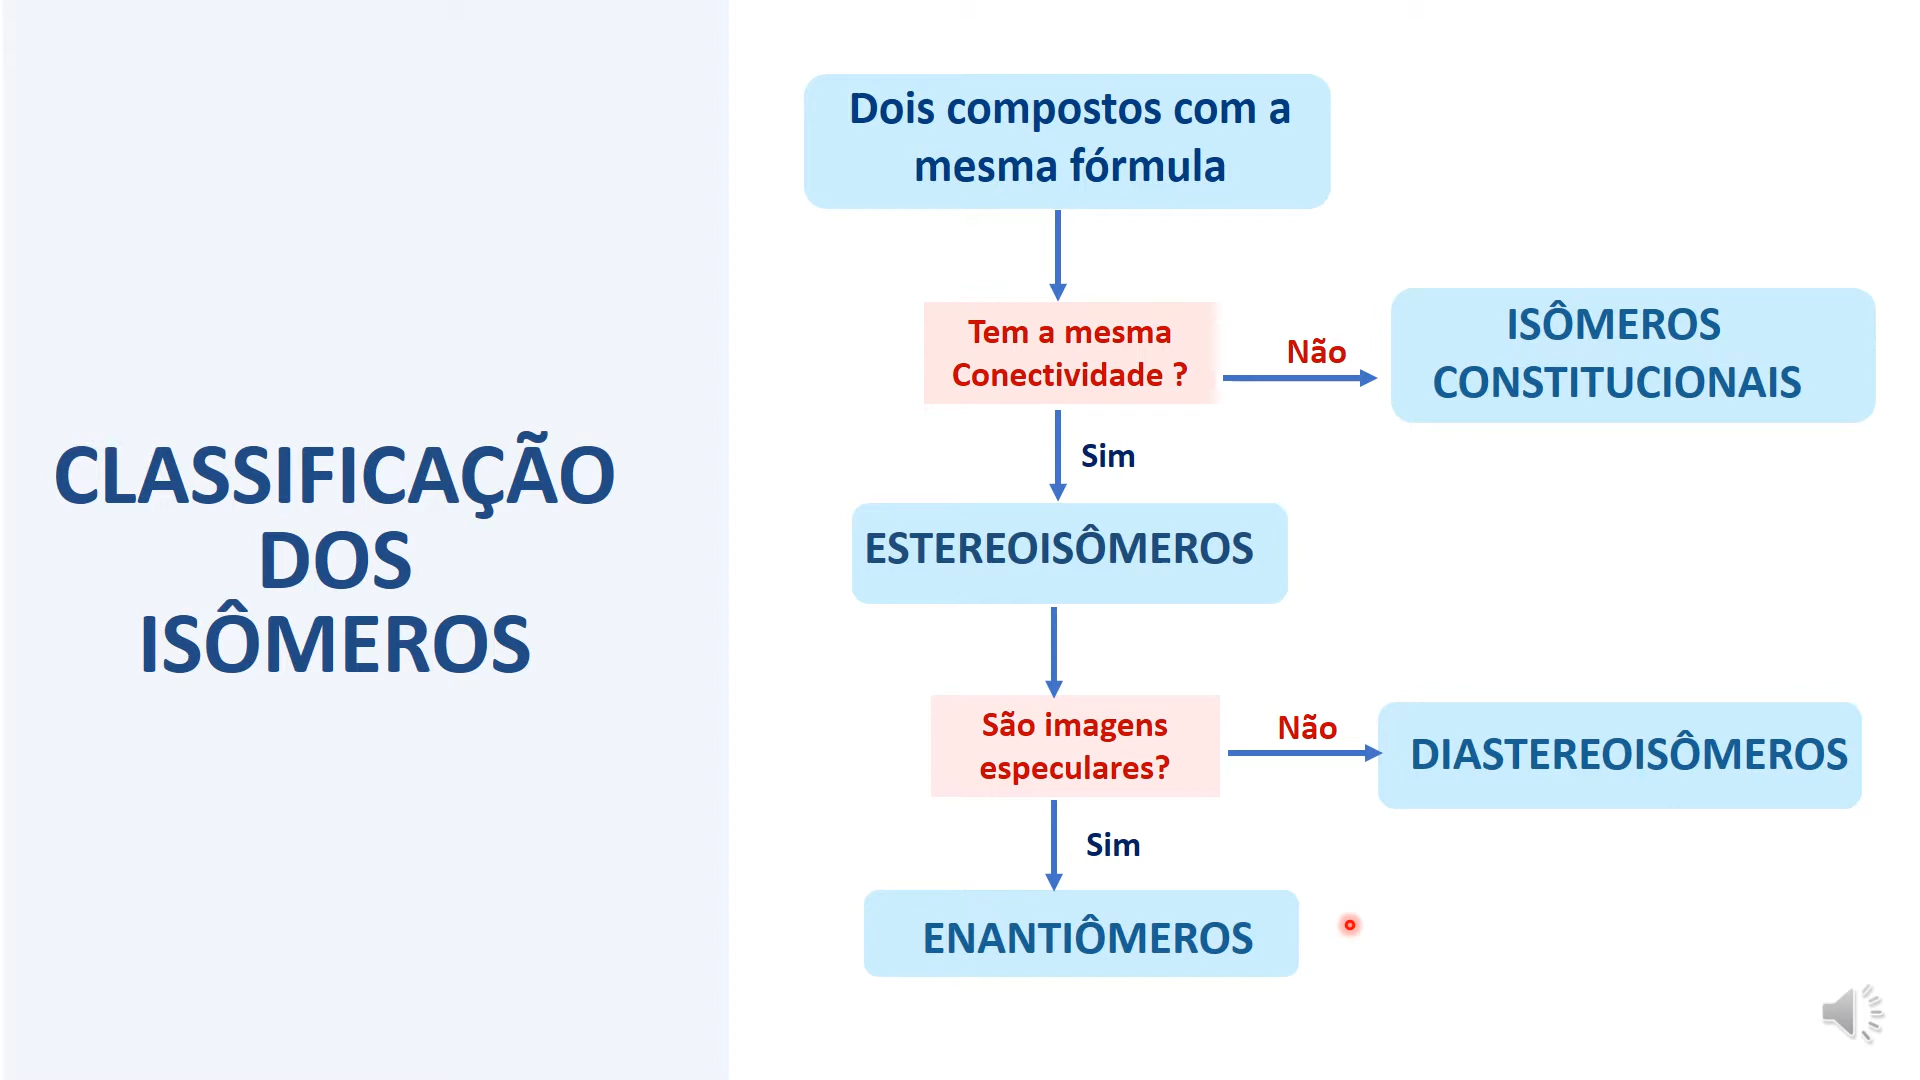 CLASSIFICAÇÃO
DOS
ISÔMEROS
Dois compostos com a
mesma fórmula
Tem a mesma
Conectividade ?
Não
ISÔMEROS
CONSTITUCIONAIS
Sim
ESTEREOISÔMEROS
São imagens
especulares?
Não
DIASTEREOISÔMEROS
Sim
ENANTIÔMEROS